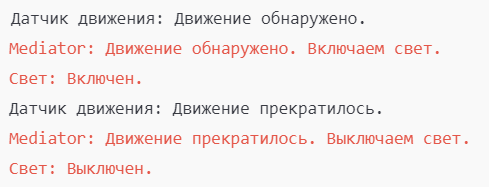 Датчик движения: Движение обнаружено.
Mediator: Движение обнаружено. Включаем свет.
Свет: Включен.
Датчик движения: Движение прекратилось.
Mediator: Движение прекратилось. Выключаем свет.
Свет: Выключен.